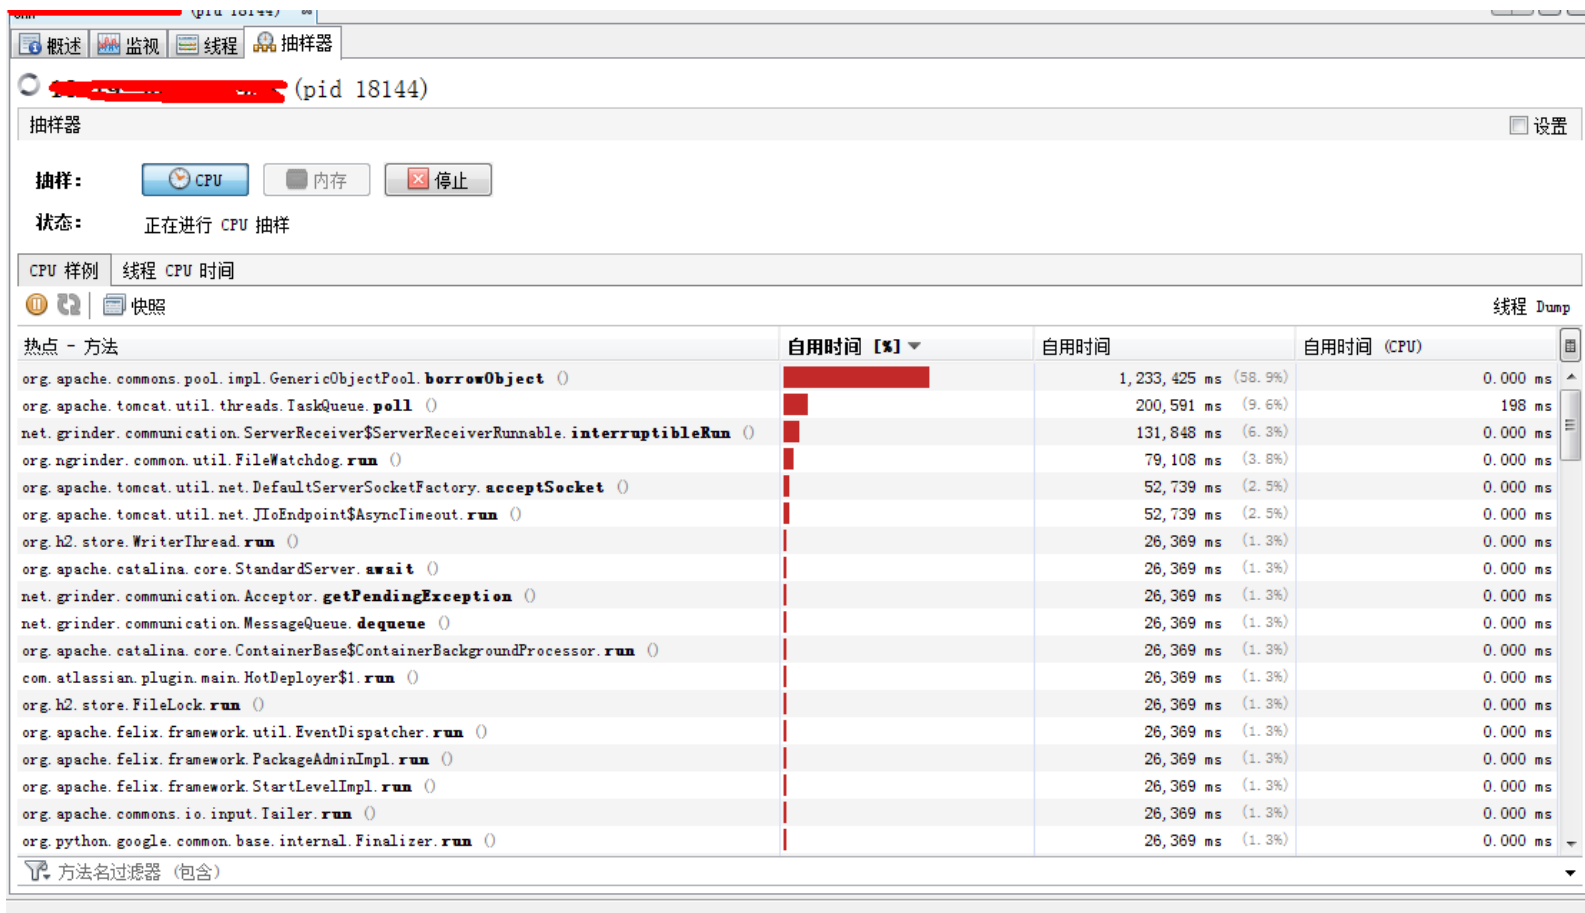 (pid 18144)
概述 监视 线程 抽样器
(pid 18144)
抽样器 设置
抽样: CPU 内存 停止
状态: 正在进行 CPU 抽样
CPU 样例 线程 CPU 时间
快照 线程 Dump
热点 - 方法 自用时间 [%] 自用时间 自用时间 (CPU)
org.apache.commons.pool.impl.GenericObjectPool.borrowObject () 1,233,425 ms (58.9%) 0.000 ms
org.apache.tomcat.util.threads.TaskQueue.poll () 200,591 ms (9.6%) 198 ms
net.grinder.communication.ServerReceiver$ServerReceiverRunnable.interruptibleRun () 131,848 ms (6.3%) 0.000 ms
org.ngrinder.common.util.FileWatchdog.run () 79,108 ms (3.8%) 0.000 ms
org.apache.tomcat.util.net.DefaultServerSocketFactory.acceptSocket () 52,739 ms (2.5%) 0.000 ms
org.apache.tomcat.util.net.JIoEndpoint$AsyncTimeout.run () 52,739 ms (2.5%) 0.000 ms
org.h2.store.WriterThread.run () 26,369 ms (1.3%) 0.000 ms
org.apache.catalina.core.StandardServer.await () 26,369 ms (1.3%) 0.000 ms
net.grinder.communication.Acceptor.getPendingException () 26,369 ms (1.3%) 0.000 ms
net.grinder.communication.MessageQueue.dequeue () 26,369 ms (1.3%) 0.000 ms
org.apache.catalina.core.ContainerBase$ContainerBackgroundProcessor.run () 26,369 ms (1.3%) 0.000 ms
com.atlassian.plugin.main.HotDeployer$1.run () 26,369 ms (1.3%) 0.000 ms
org.h2.store.FileLock.run () 26,369 ms (1.3%) 0.000 ms
org.apache.felix.framework.util.EventDispatcher.run () 26,369 ms (1.3%) 0.000 ms
org.apache.felix.framework.PackageAdminImpl.run () 26,369 ms (1.3%) 0.000 ms
org.apache.felix.framework.StartLevelImpl.run () 26,369 ms (1.3%) 0.000 ms
org.apache.commons.io.input.Tailer.run () 26,369 ms (1.3%) 0.000 ms
org.python.google.common.base.internal.Finalizer.run () 26,369 ms (1.3%) 0.000 ms
方法名过滤器 (包含)